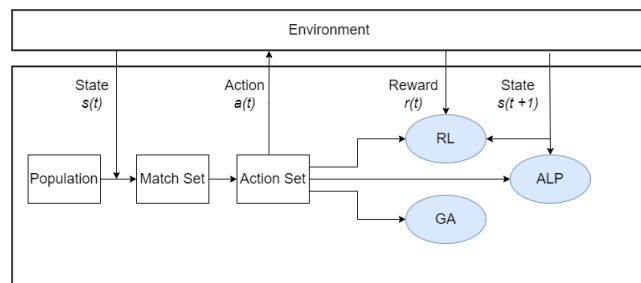 Environment
State
s(t)
Action
a(t)
Reward
r(t)
State
s(t +1)
RL
Population
Match Set
Action Set
ALP
GA